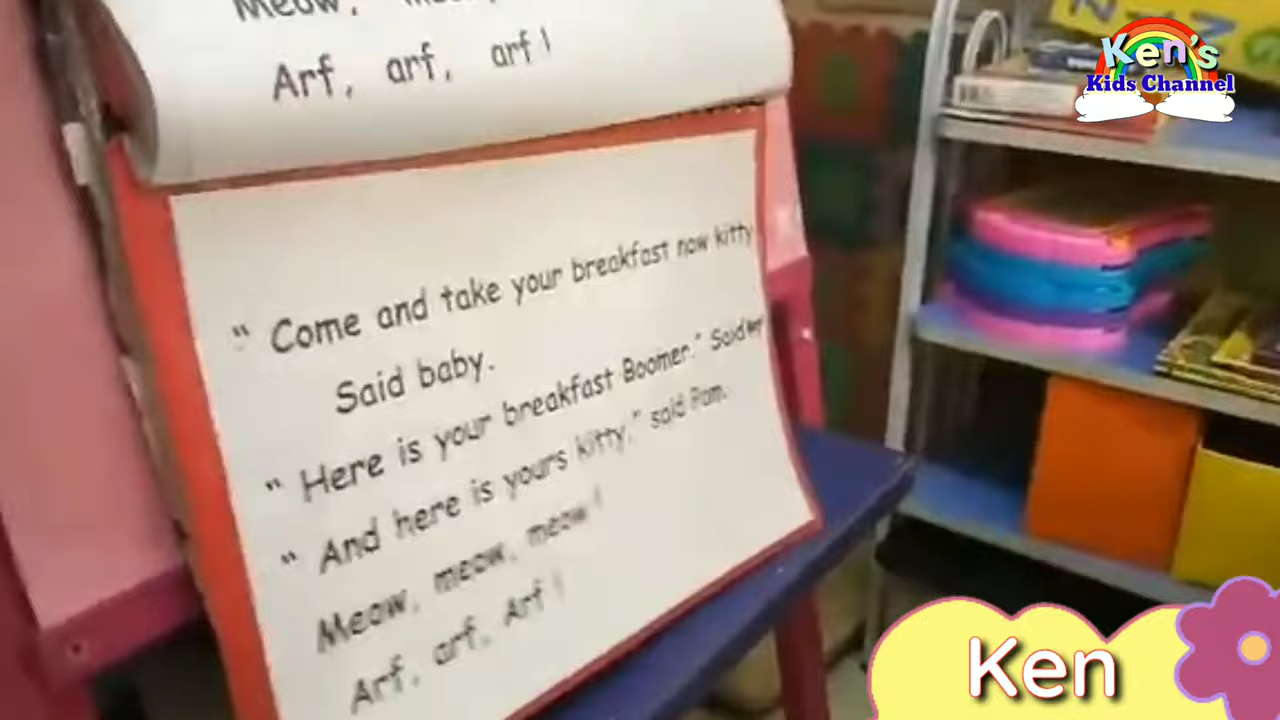 Arf, arf, arf!
" Come and take your breakfast now kitty
Said baby.
" Here is your breakfast Boomer." Said
" And here is yours kitty," said Pam.
Meow, meow, meow!
Arf, arf, Arf!
Ken's
Kids Channel
Ken